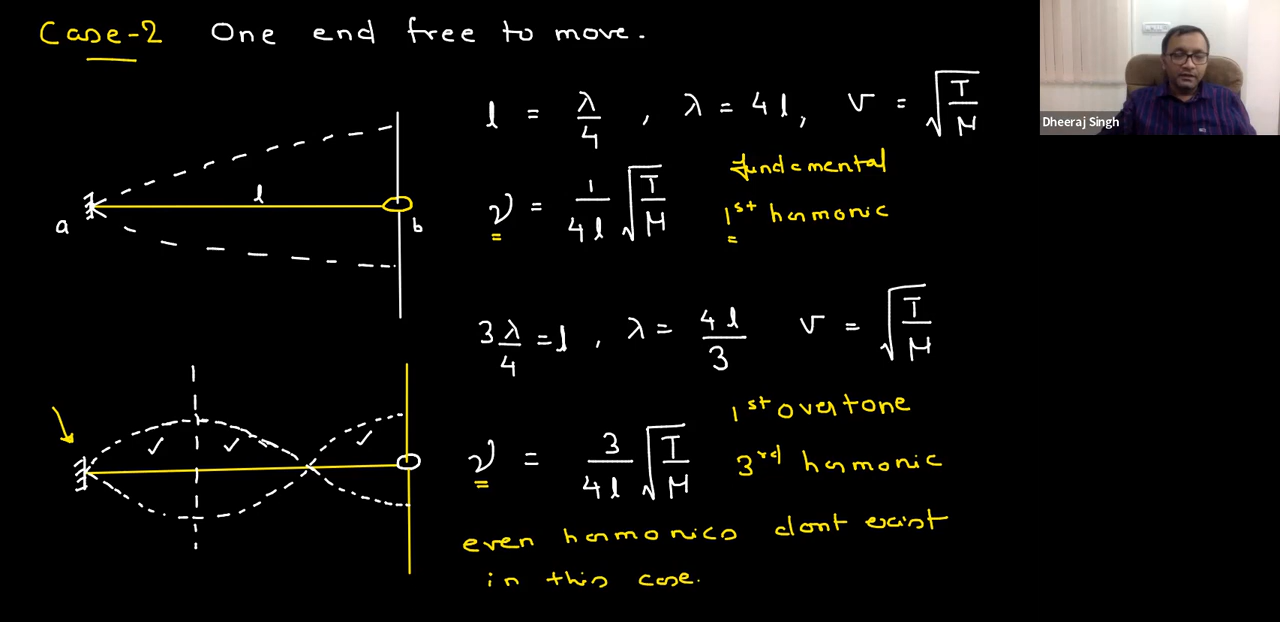 Case-2 One end free to move.
l = λ/4 , λ = 4l, v = √(T/μ)
l
a
b
ν = 1/4l √(T/μ)
fundamental
1st harmonic
3λ/4 = l , λ = 4l/3 v = √(T/μ)
ν = 3/4l √(T/μ)
1st overtone
3rd harmonic
even harmonics dont exist
in this case.
Dheeraj Singh